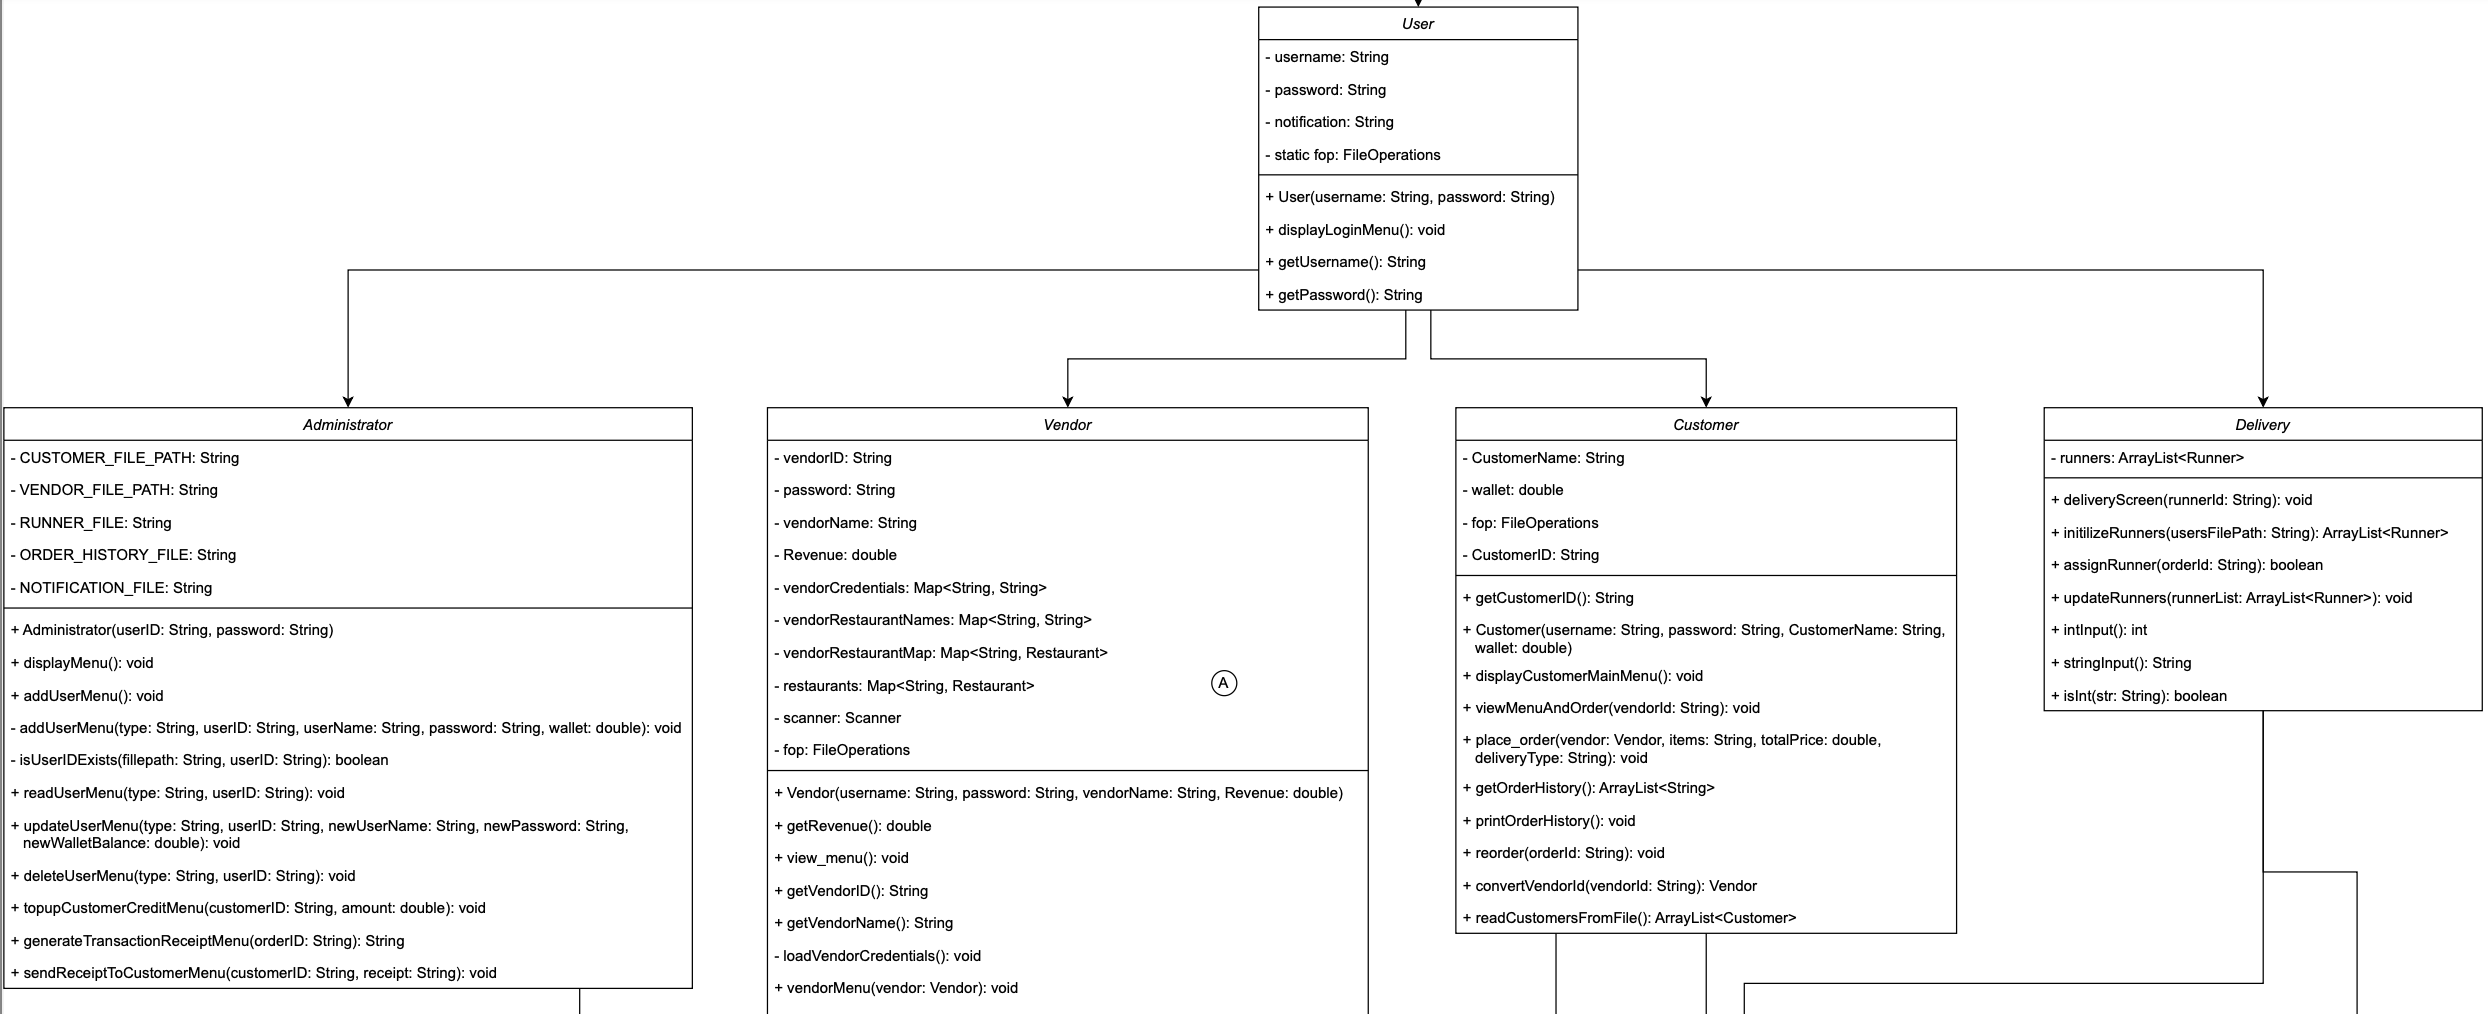 User
- username: String
- password: String
- notification: String
- static fop: FileOperations
+ User(username: String, password: String)
+ displayLoginMenu(): void
+ getUsername(): String
+ getPassword(): String
Administrator
- CUSTOMER_FILE_PATH: String
- VENDOR_FILE_PATH: String
- RUNNER_FILE: String
- ORDER_HISTORY_FILE: String
- NOTIFICATION_FILE: String
+ Administrator(userID: String, password: String)
+ displayMenu(): void
+ addUserMenu(): void
- addUserMenu(type: String, userID: String, userName: String, password: String, wallet: double): void
- isUserIDExists(fillepath: String, userID: String): boolean
+ readUserMenu(type: String, userID: String): void
+ updateUserMenu(type: String, userID: String, newUserName: String, newPassword: String,
newWalletBalance: double): void
+ deleteUserMenu(type: String, userID: String): void
+ topupCustomerCreditMenu(customerID: String, amount: double): void
+ generateTransactionReceiptMenu(orderID: String): String
+ sendReceiptToCustomerMenu(customerID: String, receipt: String): void
Vendor
- vendorID: String
- password: String
- vendorName: String
- Revenue: double
- vendorCredentials: Map<String, String>
- vendorRestaurantNames: Map<String, String>
- vendorRestaurantMap: Map<String, Restaurant>
- restaurants: Map<String, Restaurant>
A
- scanner: Scanner
- fop: FileOperations
+ Vendor(username: String, password: String, vendorName: String, Revenue: double)
+ getRevenue(): double
+ view_menu(): void
+ getVendorID(): String
+ getVendorName(): String
- loadVendorCredentials(): void
+ vendorMenu(vendor: Vendor): void
Customer
- CustomerName: String
- wallet: double
- fop: FileOperations
- CustomerID: String
+ getCustomerID(): String
+ Customer(username: String, password: String, CustomerName: String,
wallet: double)
+ displayCustomerMainMenu(): void
+ viewMenuAndOrder(vendorId: String): void
+ place_order(vendor: Vendor, items: String, totalPrice: double,
deliveryType: String): void
+ getOrderHistory(): ArrayList<String>
+ printOrderHistory(): void
+ reorder(orderId: String): void
+ convertVendorId(vendorId: String): Vendor
+ readCustomersFromFile(): ArrayList<Customer>
Delivery
- runners: ArrayList<Runner>
+ deliveryScreen(runnerId: String): void
+ initilizeRunners(usersFilePath: String): ArrayList<Runner>
+ assignRunner(orderId: String): boolean
+ updateRunners(runnerList: ArrayList<Runner>): void
+ intInput(): int
+ stringInput(): String
+ isInt(str: String): boolean